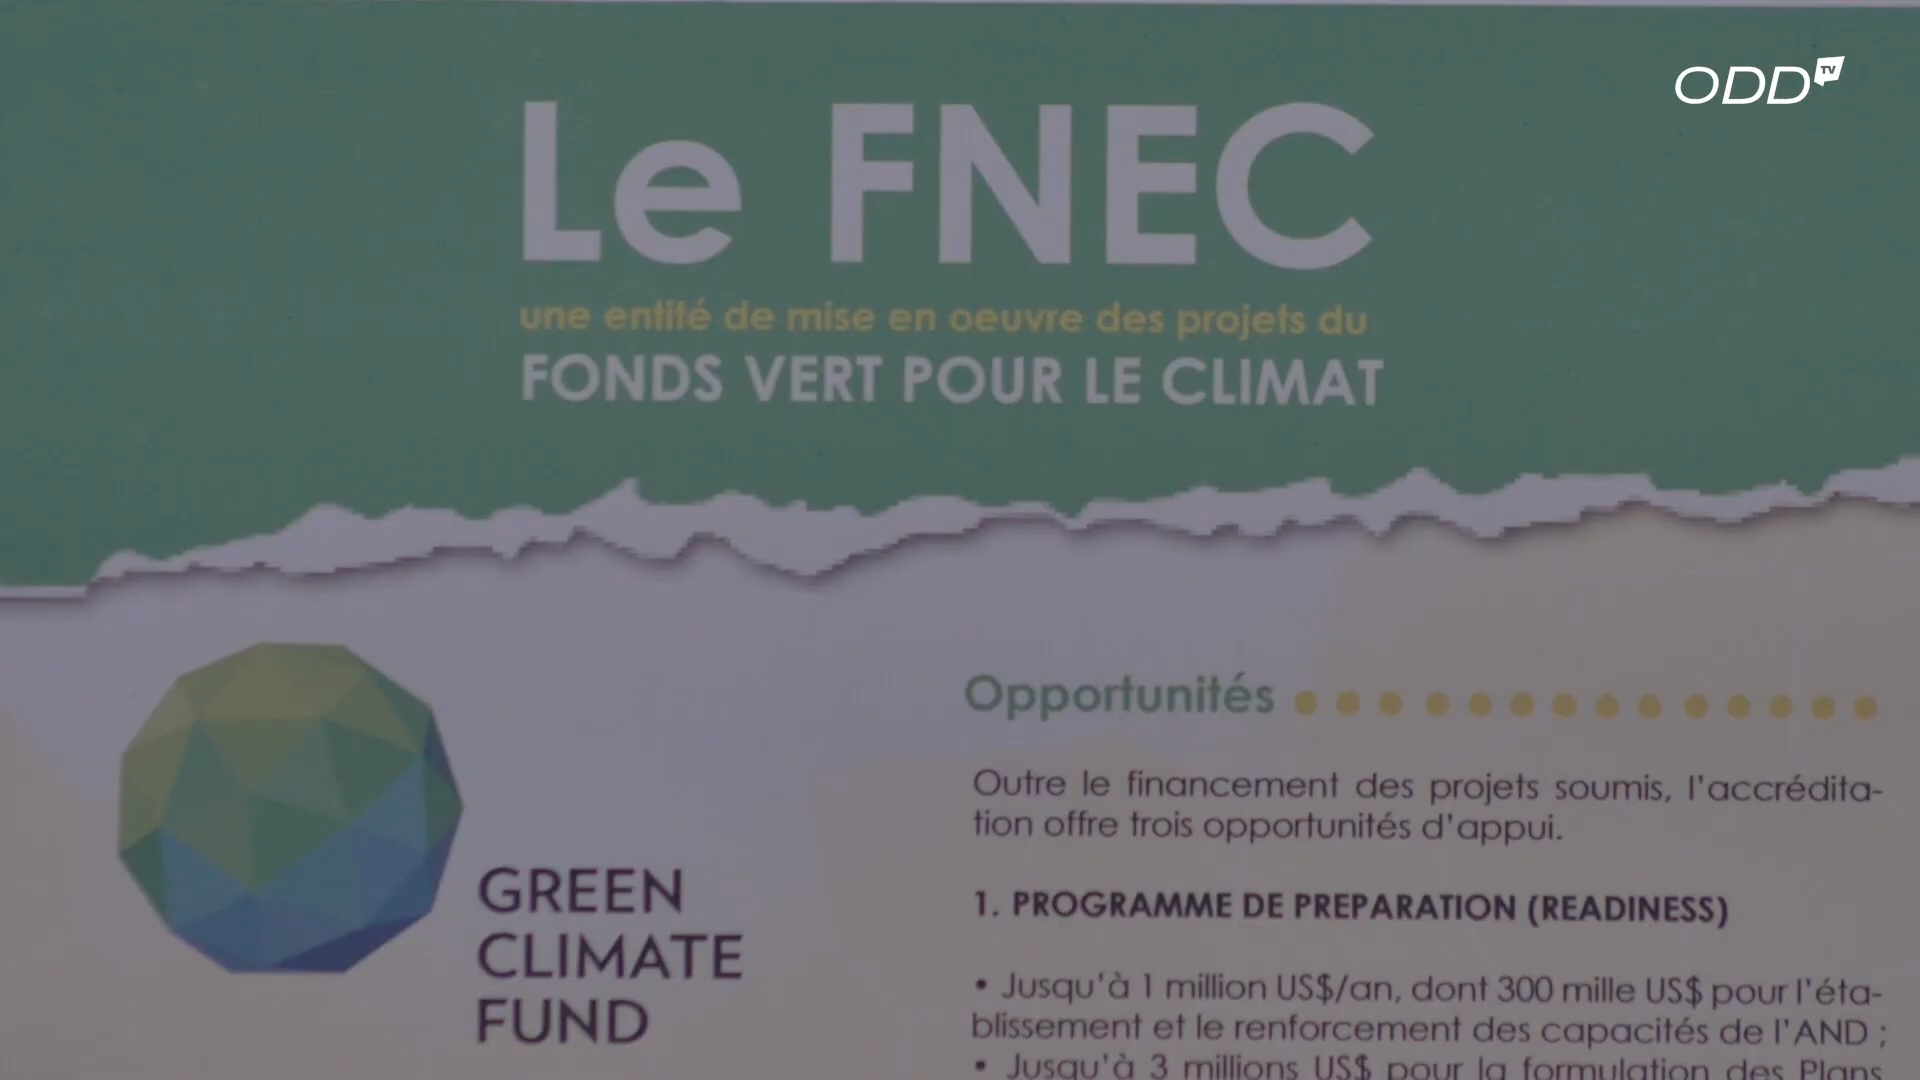 ODD TV
Le FNEC
une entité de mise en oeuvre des projets du
FONDS VERT POUR LE CLIMAT
GREEN
CLIMATE
FUND
Opportunités
Outre le financement des projets soumis, l'accrédita-
tion offre trois opportunités d'appui.
1. PROGRAMME DE PREPARATION (READINESS)
• Jusqu'à 1 million US$/an, dont 300 mille US$ pour l'éta-
blissement et le renforcement des capacités de l'AND ;
• Jusqu'à 3 millions US$ pour la formulation des Plans